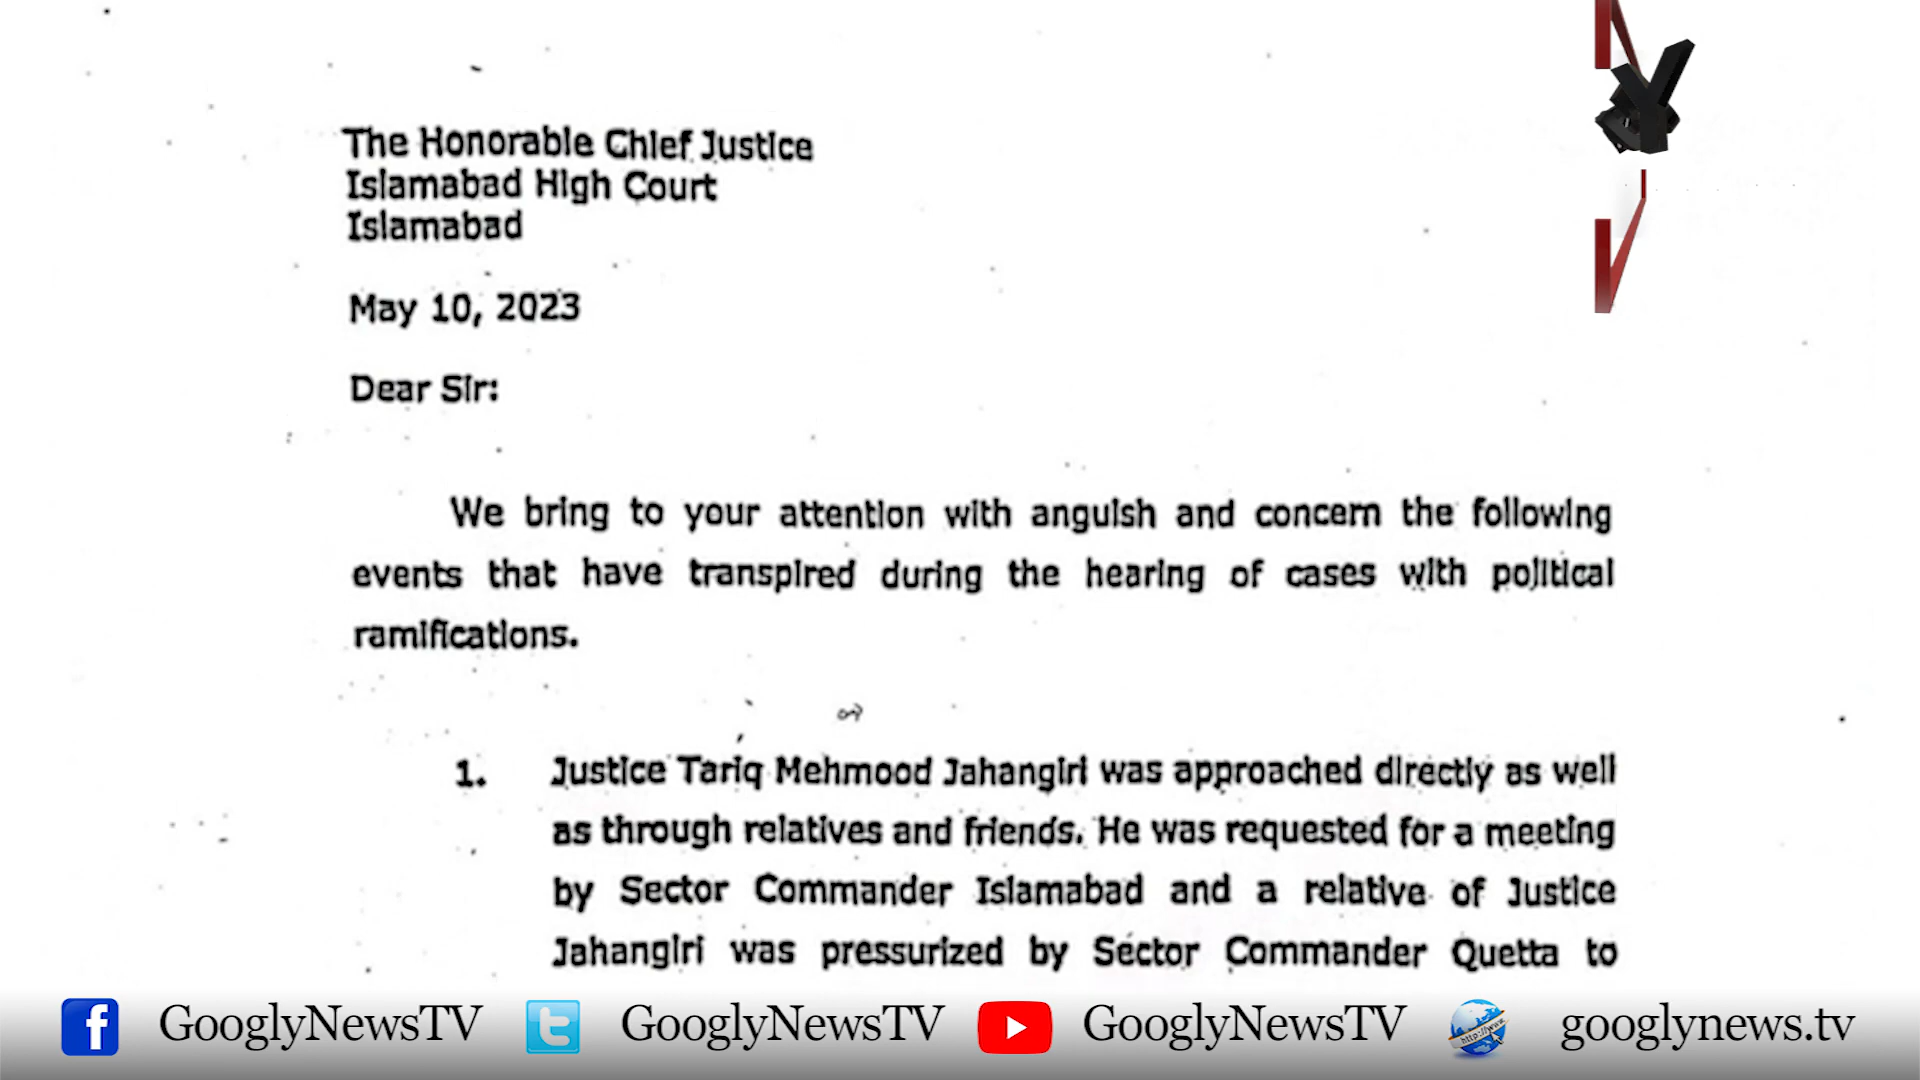 The Honorable Chief Justice
Islamabad High Court
Islamabad
May 10, 2023
Dear Sir:
We bring to your attention with anguish and concern the following
events that have transpired during the hearing of cases with political
ramifications.
1. Justice Tariq Mehmood Jahangiri was approached directly as well
as through relatives and friends. He was requested for a meeting
by Sector Commander Islamabad and a relative of Justice
Jahangiri was pressurized by Sector Commander Quetta to
GooglyNewsTV GooglyNewsTV GooglyNewsTV googlynews.tv